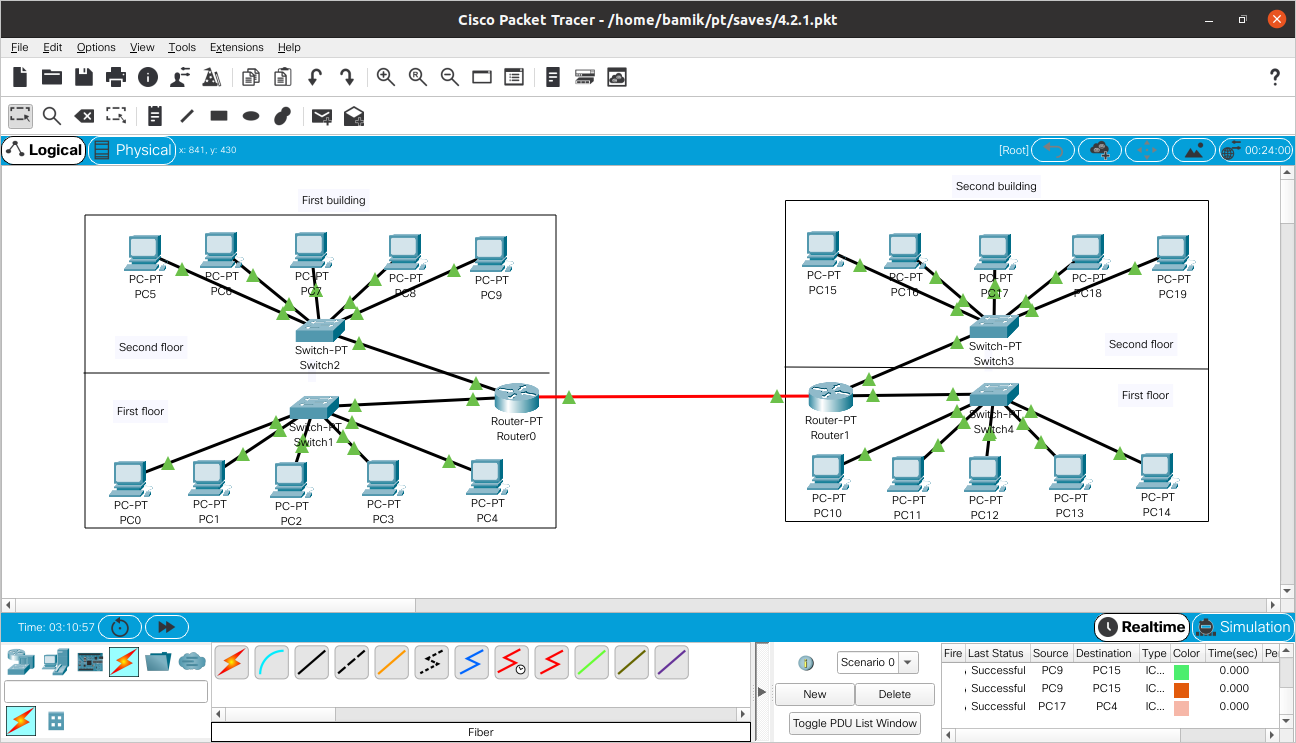 Cisco Packet Tracer - /home/bamik/pt/saves/4.2.1.pkt
File Edit Options View Tools Extensions Help
Logical Physical x: 841, y: 430 [Root] 00:24:00
First building
Second building
PC-PT
PC5
PC-PT
PC6
PC-PT
PC7
PC-PT
PC8
PC-PT
PC9
PC-PT
PC15
PC-PT
PC16
PC-PT
PC17
PC-PT
PC18
PC-PT
PC19
Switch-PT
Switch2
Switch-PT
Switch3
Second floor
Second floor
First floor
First floor
Switch-PT
Switch1
Router-PT
Router0
Router-PT
Router1
Switch-PT
Switch4
PC-PT
PC0
PC-PT
PC1
PC-PT
PC2
PC-PT
PC3
PC-PT
PC4
PC-PT
PC10
PC-PT
PC11
PC-PT
PC12
PC-PT
PC13
PC-PT
PC14
Time: 03:10:57 Realtime Simulation
Scenario 0
New Delete
Toggle PDU List Window
Fire Last Status Source Destination Type Color Time(sec) Pe
Successful PC9 PC15 IC... 0.000
Successful PC9 PC15 IC... 0.000
Successful PC17 PC4 IC... 0.000
Fiber